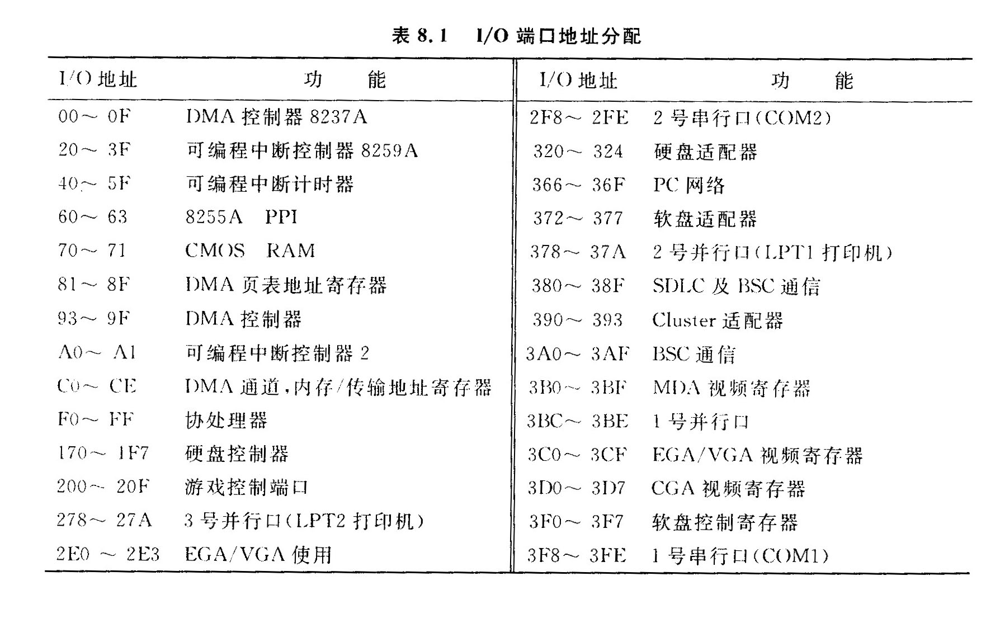 表 8.1 I/O 端口地址分配
I/O 地址 功 能 I/O 地址 功 能
00～ 0F DMA 控制器 8237A 2F8～ 2FE 2 号串行口(COM2)
20～ 3F 可编程中断控制器 8259A 320～ 324 硬盘适配器
40～ 5F 可编程中断计时器 366～ 36F PC 网络
60～ 63 8255A PPI 372～ 377 软盘适配器
70～ 71 CMOS RAM 378～ 37A 2 号并行口(LPT1 打印机)
81～ 8F DMA 页表地址寄存器 380～ 38F SDLC 及 BSC 通信
93～ 9F DMA 控制器 390～ 393 Cluster 适配器
A0～ A1 可编程中断控制器 2 3A0～ 3AF BSC 通信
C0～ CE DMA 通道,内存/传输地址寄存器 3B0～ 3BF MDA 视频寄存器
F0～ FF 协处理器 3BC～ 3BE 1 号并行口
170～ 1F7 硬盘控制器 3C0～ 3CF EGA/VGA 视频寄存器
200～ 20F 游戏控制端口 3D0～ 3D7 CGA 视频寄存器
278～ 27A 3 号并行口(LPT2 打印机) 3F0～ 3F7 软盘控制寄存器
2E0 ～ 2E3 EGA/VGA 使用 3F8～ 3FE 1 号串行口(COM1)